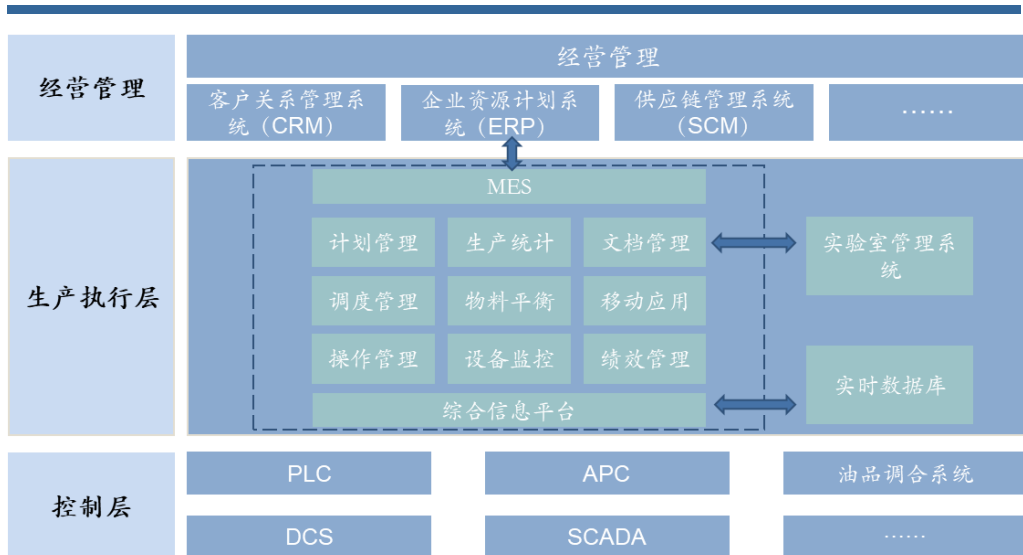 经营管理
经营管理
客户关系管理系
统（CRM）
企业资源计划系
统（ERP）
供应链管理系统
（SCM）
……
生产执行层
MES
计划管理
生产统计
文档管理
实验室管理系
统
调度管理
物料平衡
移动应用
操作管理
设备监控
绩效管理
实时数据库
综合信息平台
控制层
PLC
APC
油品调合系统
DCS
SCADA
……